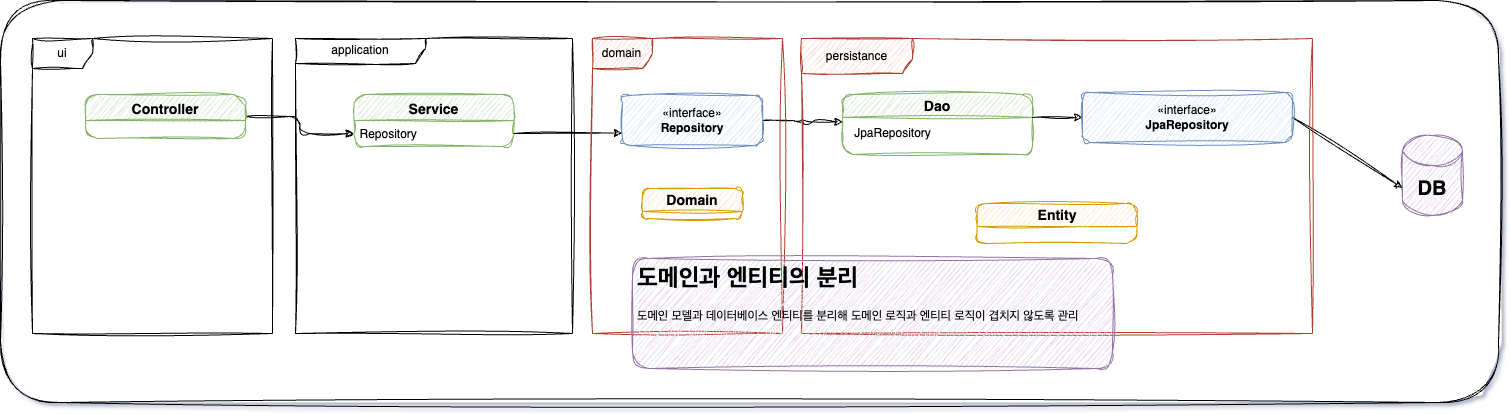 ui
Controller
application
Service
Repository
domain
«interface»
Repository
Domain
persistance
Dao
JpaRepository
«interface»
JpaRepository
Entity
DB
도메인과 엔티티의 분리
도메인 모델과 데이터베이스 엔티티를 분리해 도메인 로직과 엔티티 로직이 겹치지 않도록 관리